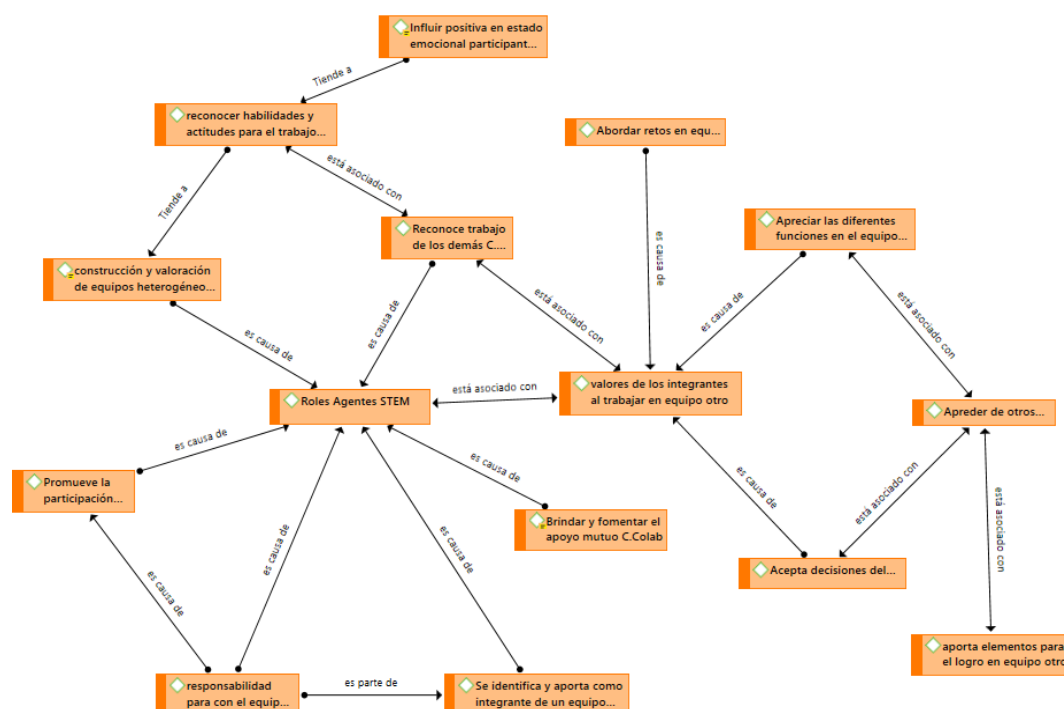 Influir positiva en estado
emocional participant...
Tiende a
reconocer habilidades y
actitudes para el trabajo...
Abordar retos en equ...
está asociado con
Tiende a
Reconoce trabajo
de los demás C....
Apreciar las diferentes
funciones en el equipo...
es causa de
construcción y valoración
de equipos heterogéneo...
es causa de
es causa de
está asociado con
es causa de
está asociado con
valores de los integrantes
al trabajar en equipo otro
está asociado con
Roles Agentes STEM
Apreder de otros...
es causa de
es causa de
Promueve la
participación...
es causa de
es causa de
es causa de
está asociado con
está asociado con
Brindar y fomentar el
apoyo mutuo C.Colab
Acepta decisiones del...
es causa de
aporta elementos para
el logro en equipo otro
responsabilidad
para con el equip...
es parte de
Se identifica y aporta como
integrante de un equipo...